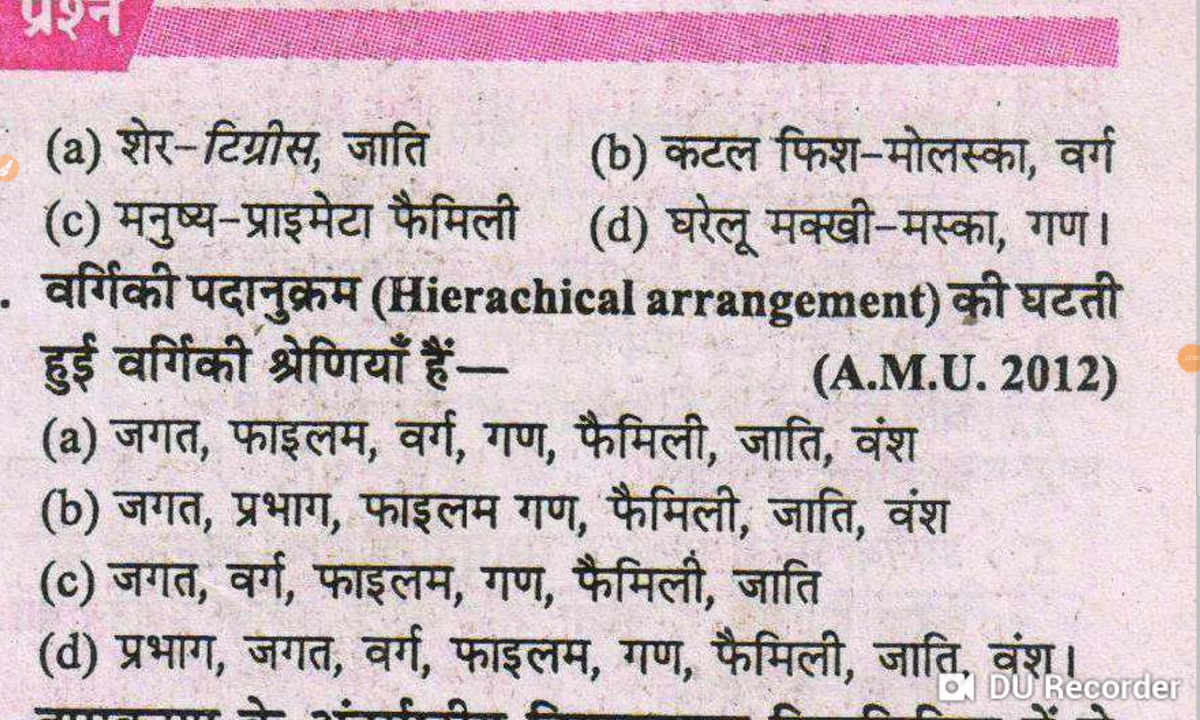 प्रश्न
(a) शेर-टिग्रीस, जाति (b) कटल फिश-मोलस्का, वर्ग
(c) मनुष्य-प्राइमेटा फैमिली (d) घरेलू मक्खी-मस्का, गण।
. वर्गिकी पदानुक्रम (Hierachical arrangement) की घटती
हुई वर्गिकी श्रेणियाँ हैं— (A.M.U. 2012)
(a) जगत, फाइलम, वर्ग, गण, फैमिली, जाति, वंश
(b) जगत, प्रभाग, फाइलम गण, फैमिली, जाति, वंश
(c) जगत, वर्ग, फाइलम, गण, फैमिली, जाति
(d) प्रभाग, जगत, वर्ग, फाइलम, गण, फैमिली, जाति, वंश।
DU Recorder